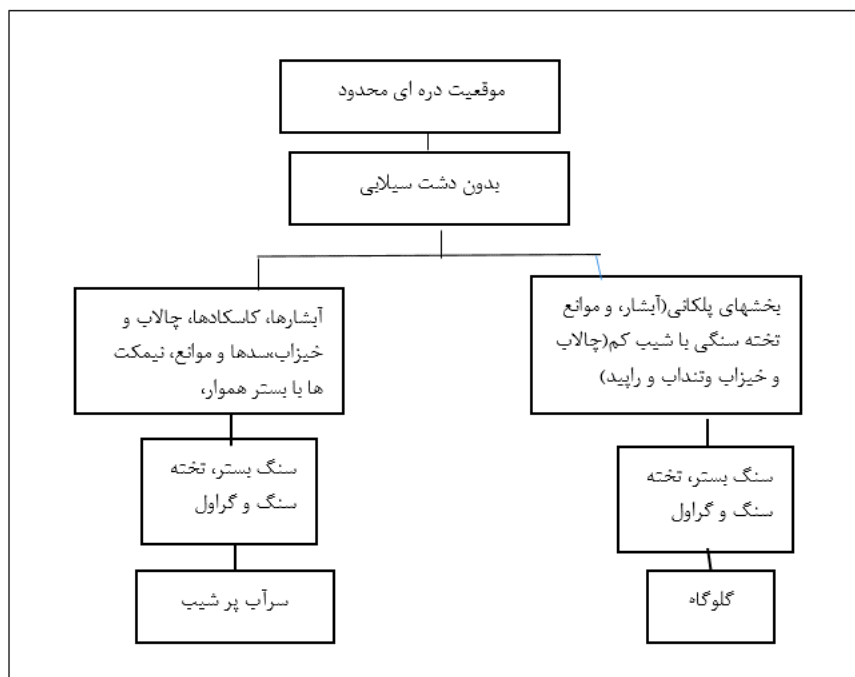 موقعیت دره ای محدود
بدون دشت سیلابی
بخشهای پلکانی(آبشار، و موانع
تخته سنگی با شیب کم(چالاب
و خیزاب وتنداب و راپید)
آبشارها، کاسکادها، چالاب و
خیزاب،سدها و موانع، نیمکت
ها با بستر هموار،
سنگ بستر، تخته
سنگ و گراول
سنگ بستر، تخته
سنگ و گراول
گلوگاه
سرآب پر شیب